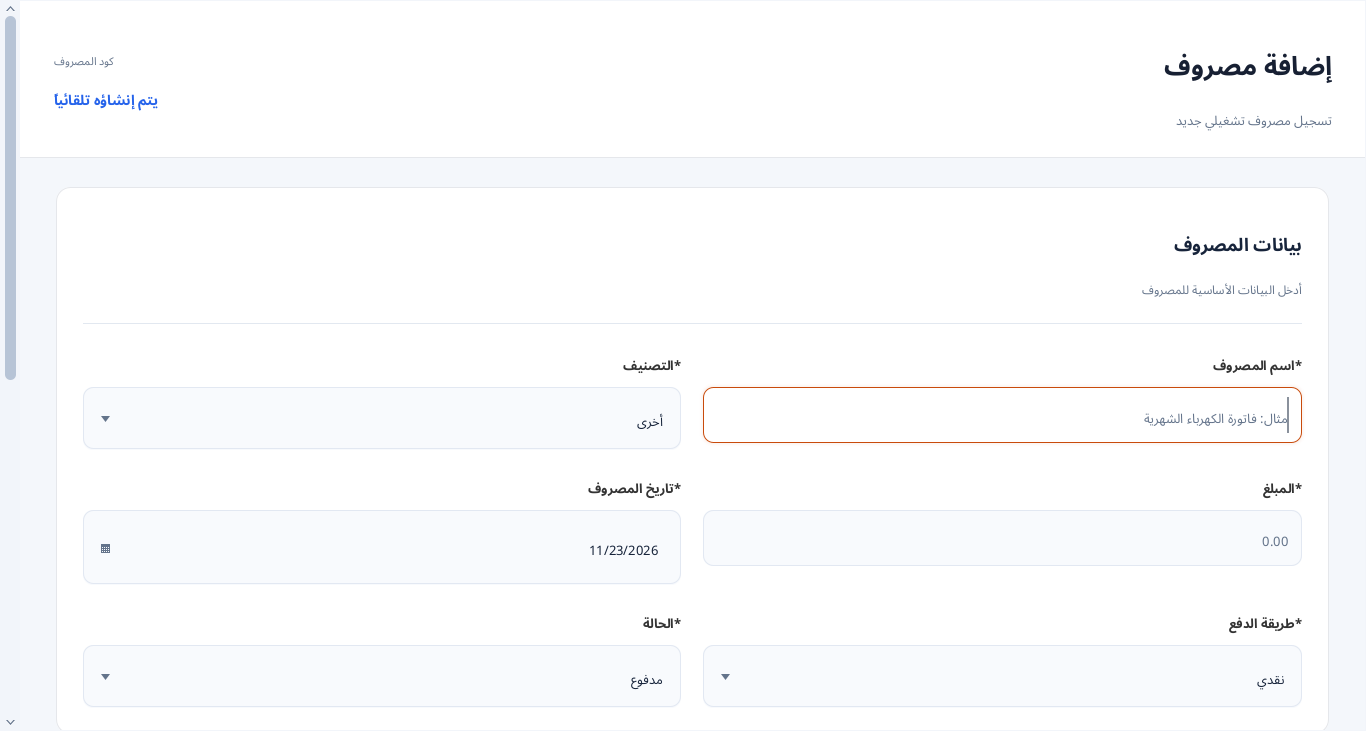 إضافة مصروف
تسجيل مصروف تشغيلي جديد
كود المصروف
يتم إنشاؤه تلقائياً
بيانات المصروف
أدخل البيانات الأساسية للمصروف
*اسم المصروف
مثال: فاتورة الكهرباء الشهرية
*التصنيف
أخرى
*المبلغ
0.00
*تاريخ المصروف
11/23/2026
*طريقة الدفع
نقدي
*الحالة
مدفوع